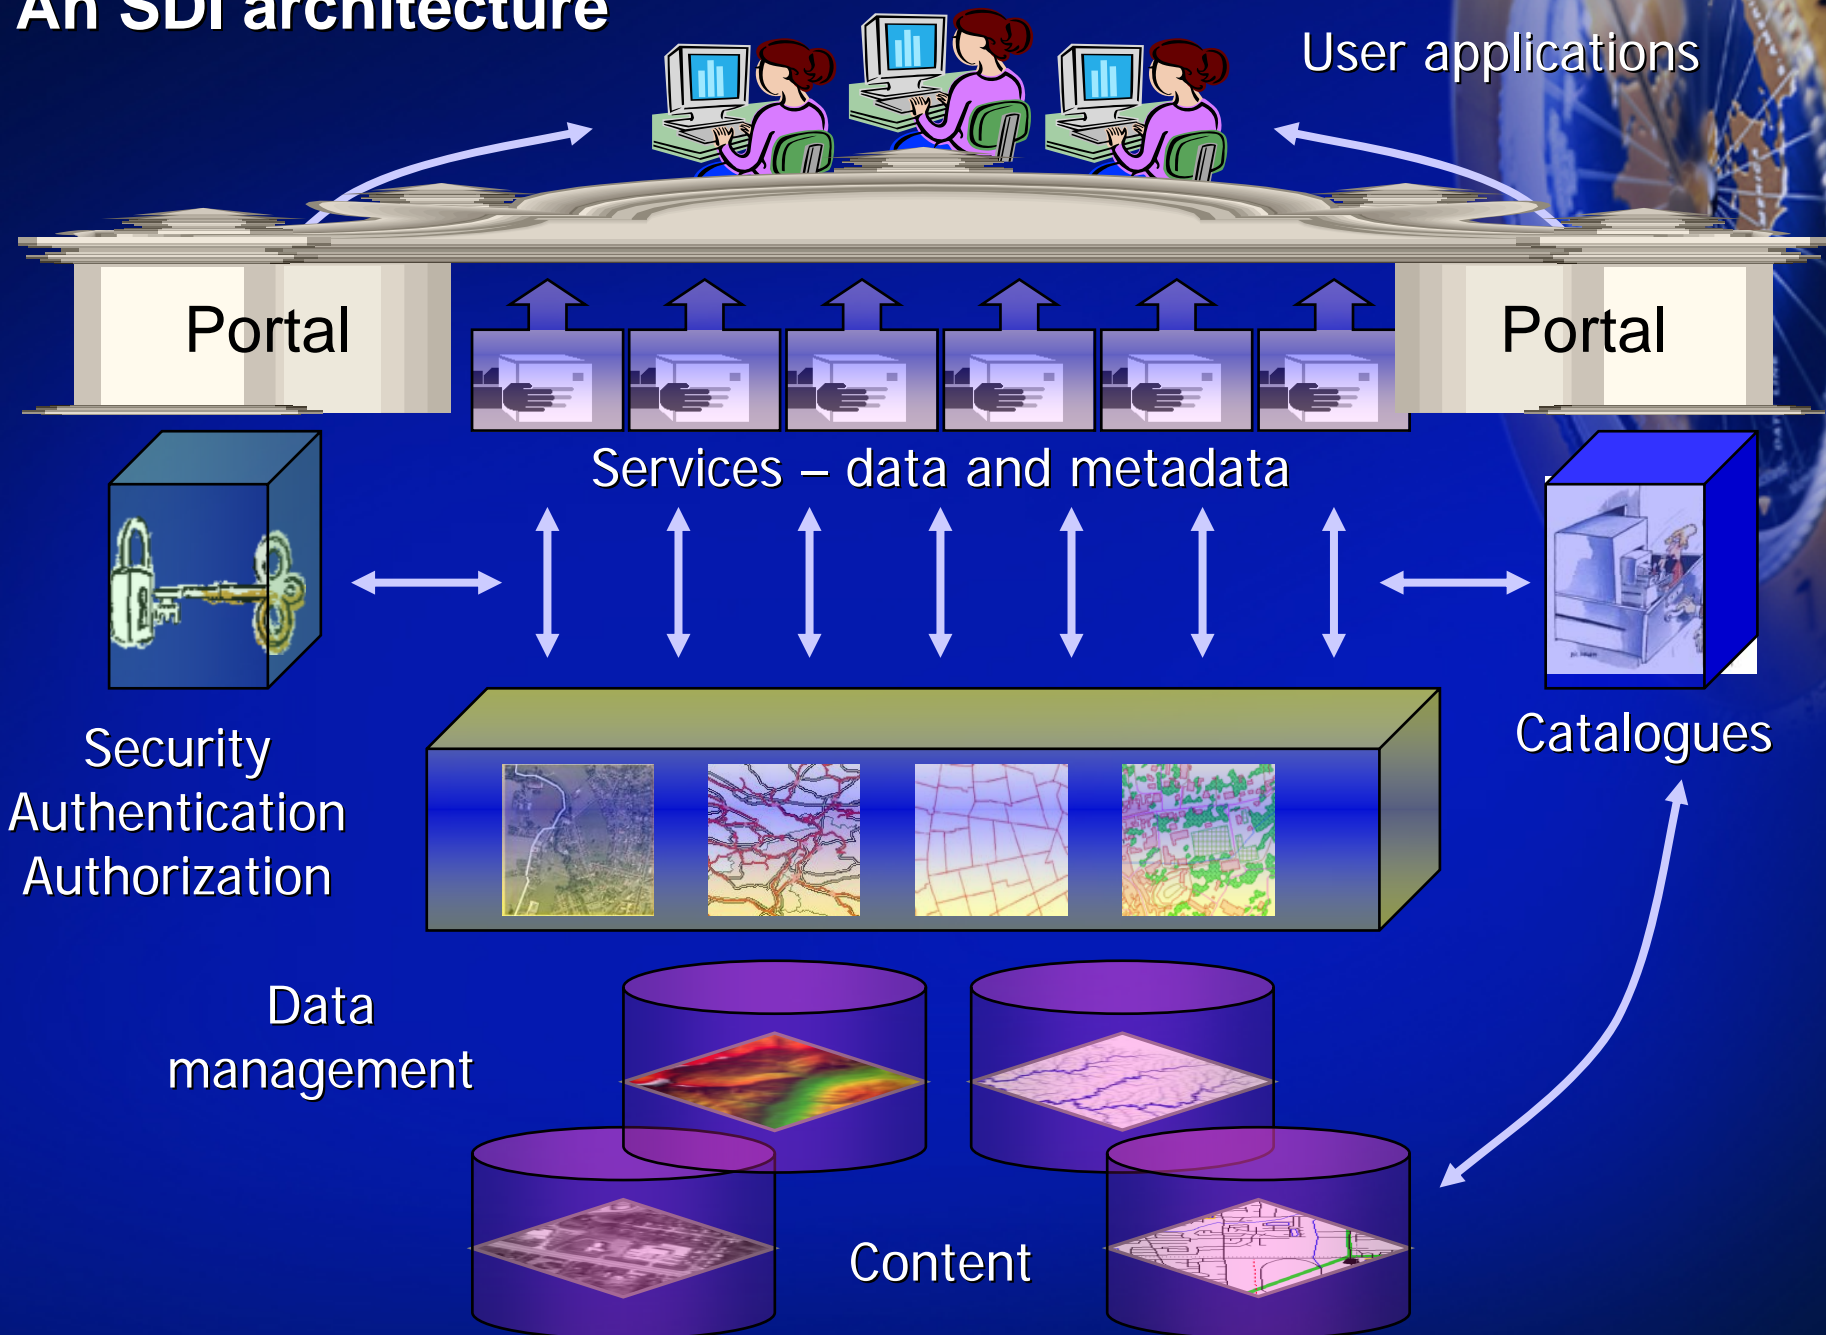 An SDI architecture
User applications
Portal
Portal
Services – data and metadata
Security
Authentication
Authorization
Catalogues
Data
management
Content